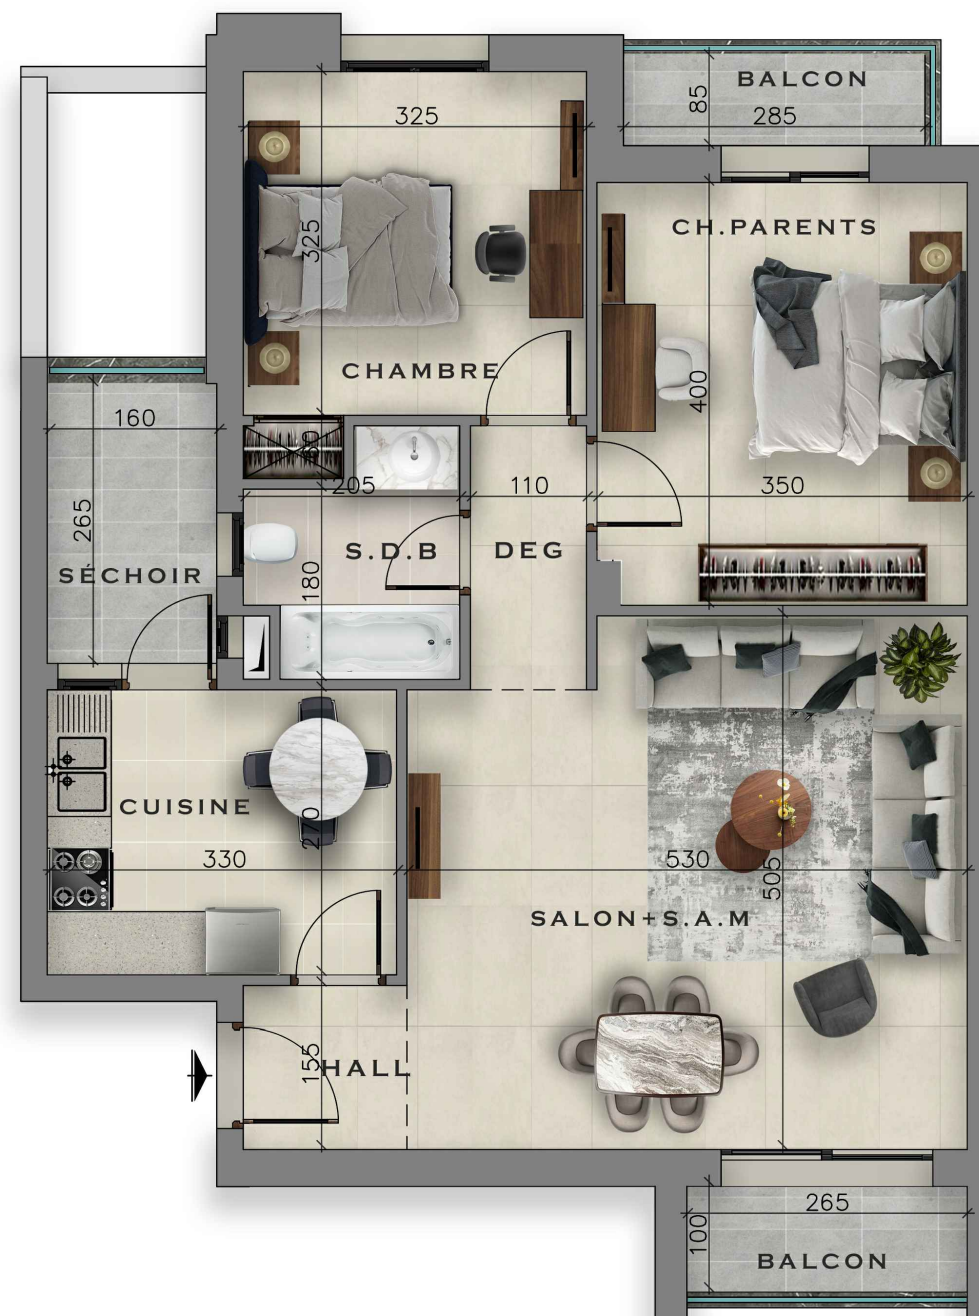 BALCON
85
285
325
325
CH.PARENTS
CHAMBRE
400
160
60
205
110
350
265
S.D.B
DEG
SÉCHOIR
180
CUISINE
270
330
530
505
SALON+S.A.M
155
HALL
265
100
BALCON